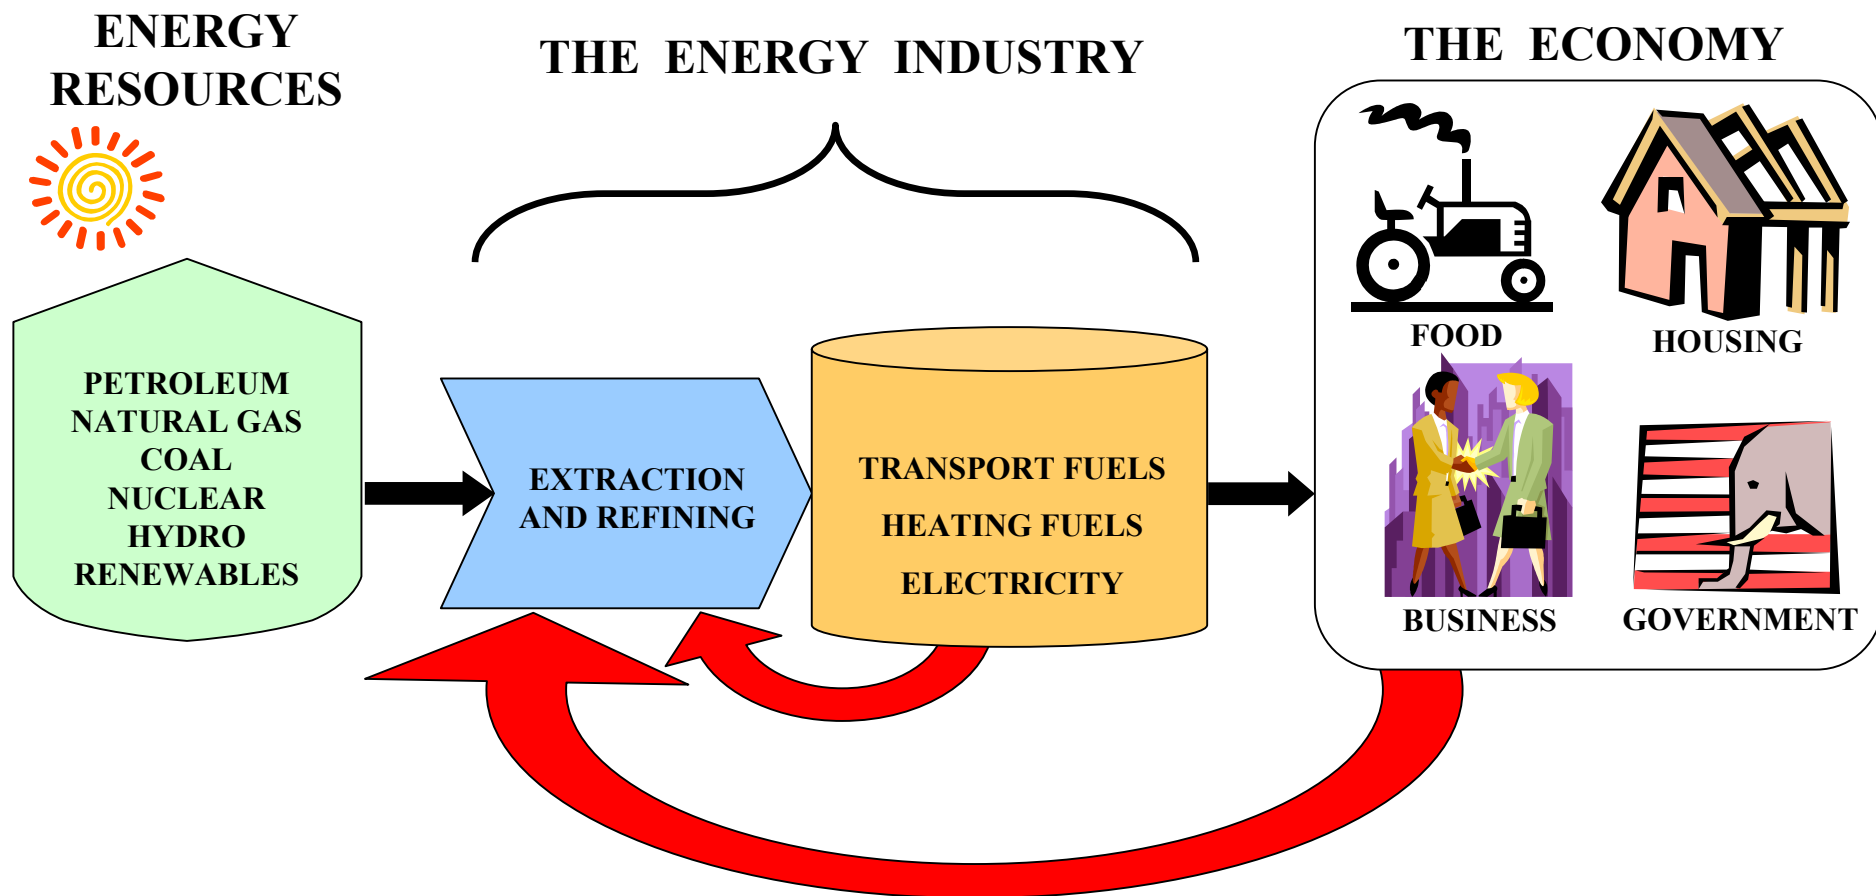 ENERGY
RESOURCES
THE ENERGY INDUSTRY
THE ECONOMY
PETROLEUM
NATURAL GAS
COAL
NUCLEAR
HYDRO
RENEWABLES
EXTRACTION
AND REFINING
TRANSPORT FUELS
HEATING FUELS
ELECTRICITY
FOOD
HOUSING
BUSINESS
GOVERNMENT